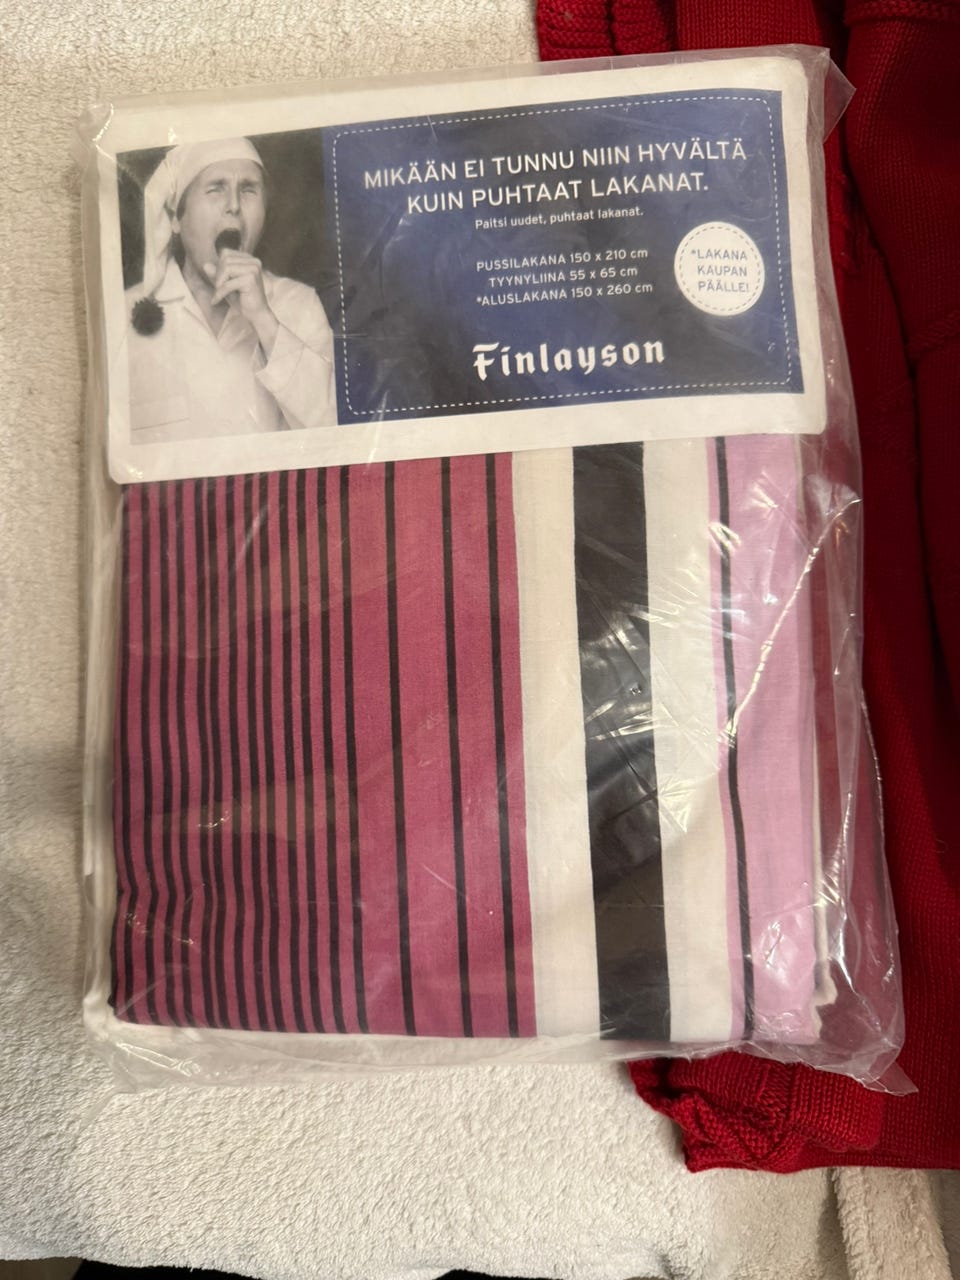 MIKÄÄN EI TUNNU NIIN HYVÄLTÄ
KUIN PUHTAAT LAKANAT.
Paitsi uudet, puhtaat lakanat.
PUSSILAKANA 150 x 210 cm
TYYNYLIINA 55 x 65 cm
*ALUSLAKANA 150 x 260 cm
*LAKANA
KAUPAN
PÄÄLLE!
Finlayson